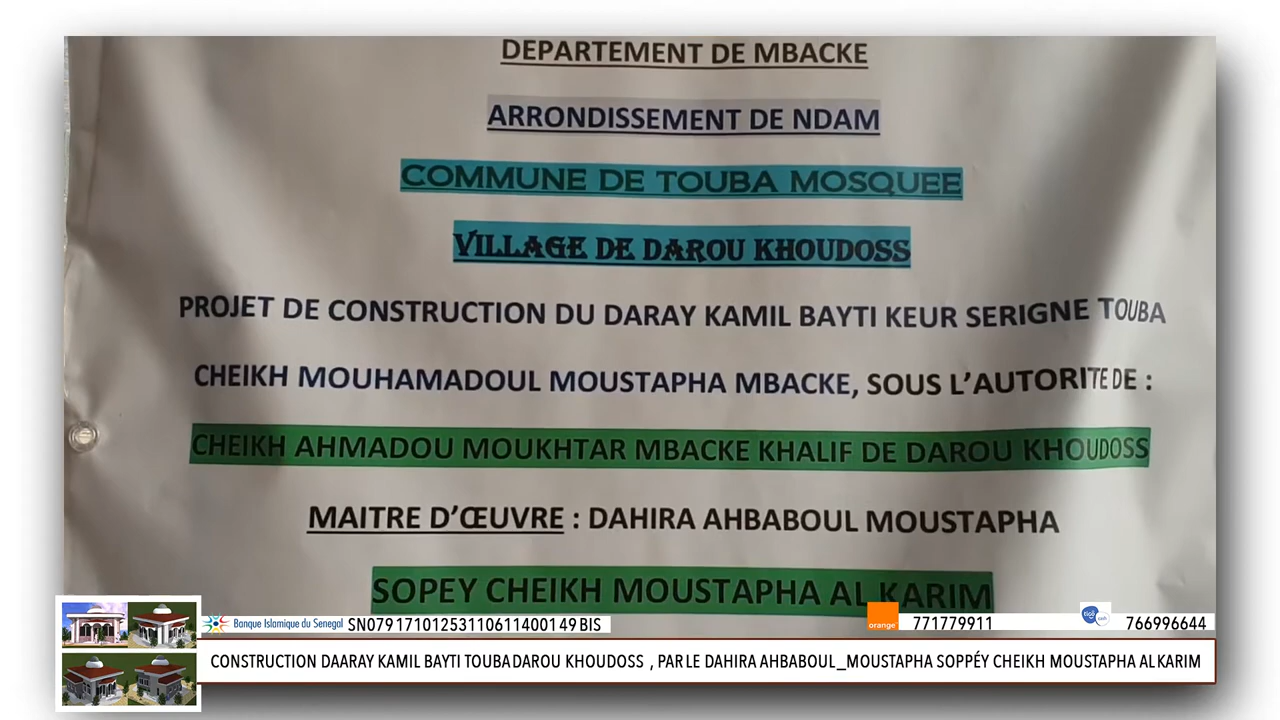 DEPARTEMENT DE MBACKE
ARRONDISSEMENT DE NDAM
COMMUNE DE TOUBA MOSQUEE
VILLAGE DE DAROU KHOUDOSS
PROJET DE CONSTRUCTION DU DARAY KAMIL BAYTI KEUR SERIGNE TOUBA
CHEIKH MOUHAMADOUL MOUSTAPHA MBACKE, SOUS L'AUTORITE DE :
CHEIKH AHMADOU MOUKHTAR MBACKE KHALIF DE DAROU KHOUDOSS
MAITRE D'ŒUVRE : DAHIRA AHBABOUL MOUSTAPHA
SOPEY CHEIKH MOUSTAPHA AL KARIM
Banque Islamique du Senegal SN079 17101253110611400149 BIS
orange 771779911
tigo cash 766996644
CONSTRUCTION DAARAY KAMIL BAYTI TOUBA DAROU KHOUDOSS , PAR LE DAHIRA AHBABOUL_MOUSTAPHA SOPPÉY CHEIKH MOUSTAPHA AL KARIM